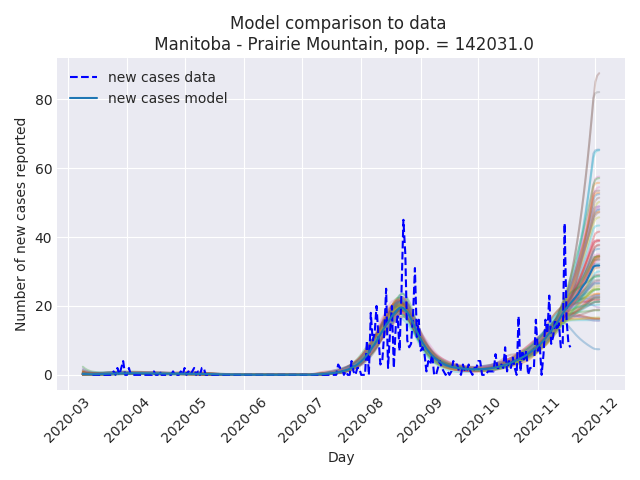 Model comparison to data
Manitoba - Prairie Mountain, pop. = 142031.0
new cases data
new cases model
Number of new cases reported
80
60
40
20
0
2020-03
2020-04
2020-05
2020-06
2020-07
2020-08
2020-09
2020-10
2020-11
2020-12
Day